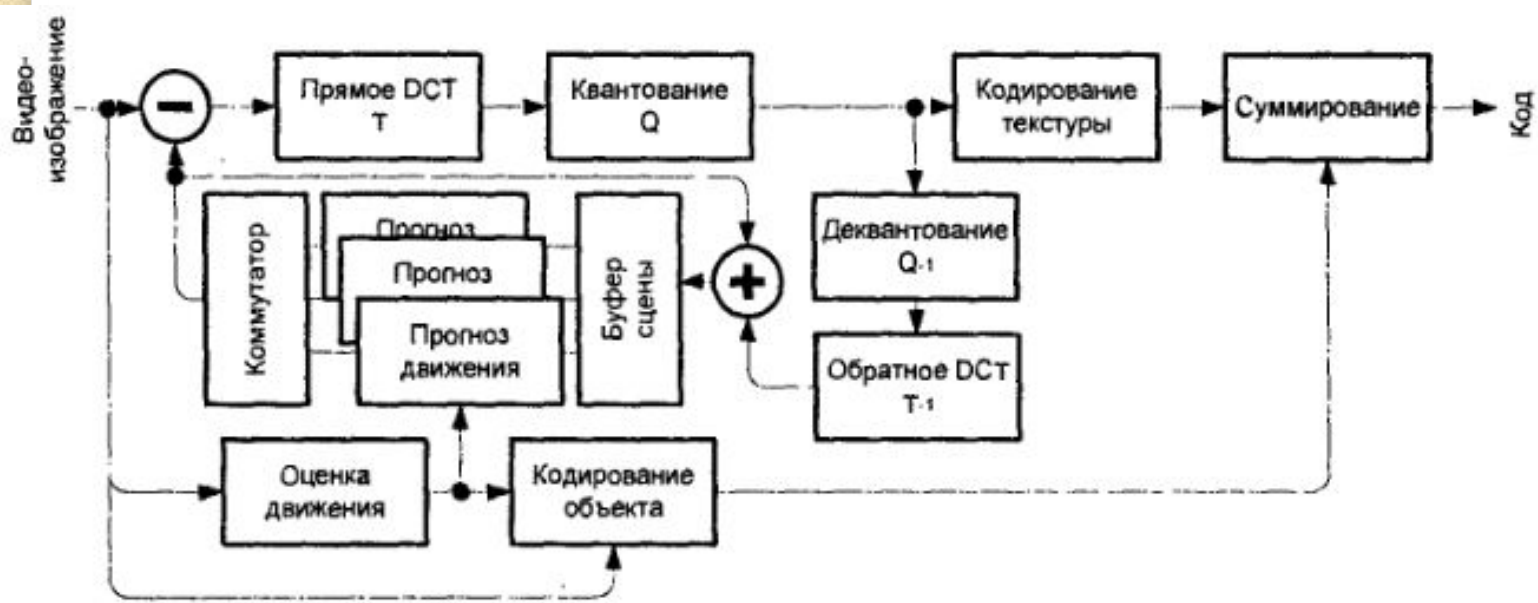 Видео-
изображение
Прямое DCT
T
Квантование
Q
Кодирование
текстуры
Суммирование
Код
Коммутатор
Прогноз
Прогноз
Прогноз
движения
Буфер
сцены
Деквантование
Q-1
Обратное DCT
T-1
Оценка
движения
Кодирование
объекта